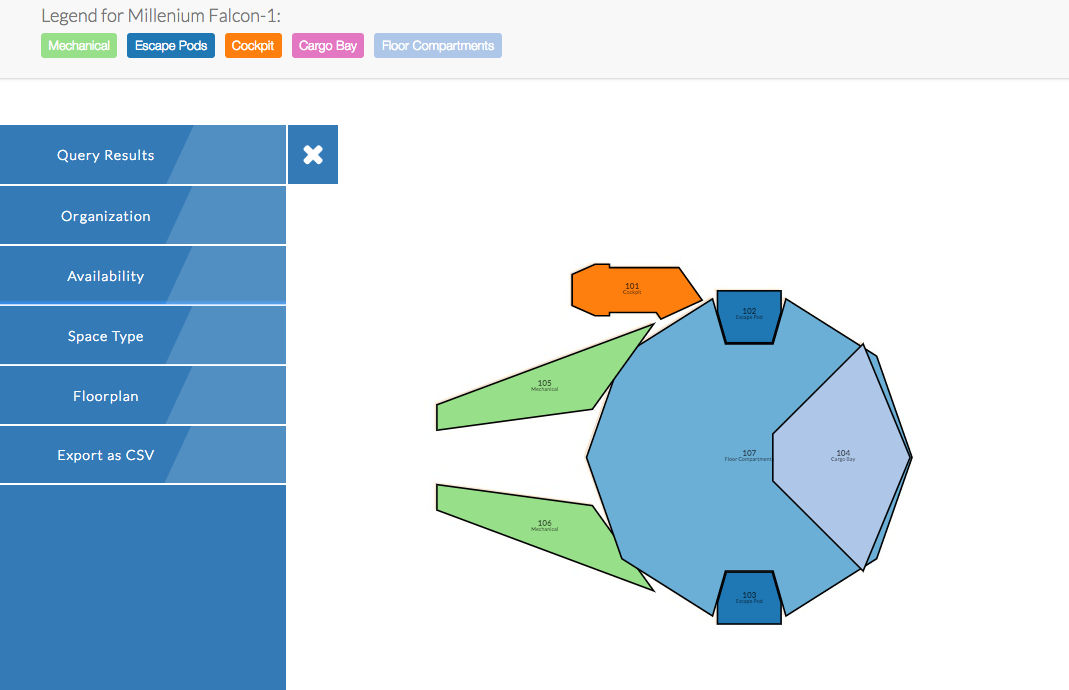 Legend for Millenium Falcon-1:
Mechanical Escape Pods Cockpit Cargo Bay Floor Compartments
Query Results
Organization
Availability
Space Type
Floorplan
Export as CSV
101
Cockpit
102
Escape Pod
105
Mechanical
107
Floor Compartments
104
Cargo Bay
106
Mechanical
103
Escape Pod